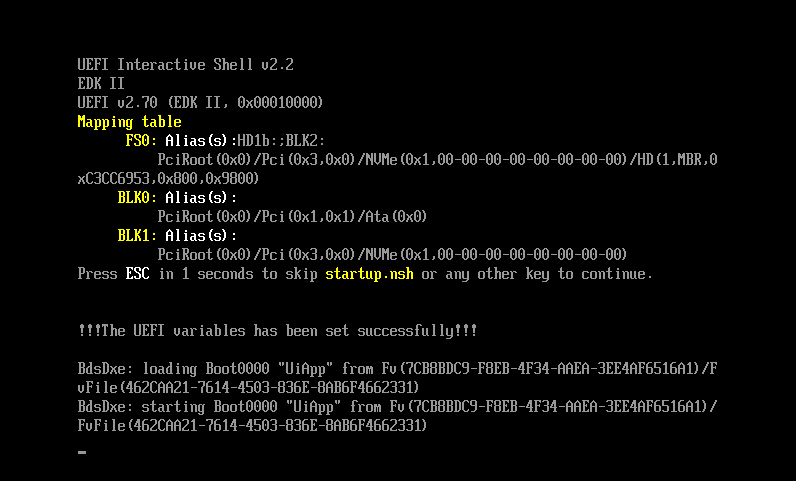 UEFI Interactive Shell v2.2
EDK II
UEFI v2.70 (EDK II, 0x00010000)
Mapping table
FS0: Alias(s):HD1b:;BLK2:
PciRoot(0x0)/Pci(0x3,0x0)/NVMe(0x1,00-00-00-00-00-00-00-00)/HD(1,MBR,0
xC3CC6953,0x800,0x9800)
BLK0: Alias(s):
PciRoot(0x0)/Pci(0x1,0x1)/Ata(0x0)
BLK1: Alias(s):
PciRoot(0x0)/Pci(0x3,0x0)/NVMe(0x1,00-00-00-00-00-00-00-00)
Press ESC in 1 seconds to skip startup.nsh or any other key to continue.
!!!The UEFI variables has been set successfully!!!
BdsDxe: loading Boot0000 "UiApp" from Fv(7CB8BDC9-F8EB-4F34-AAEA-3EE4AF6516A1)/F
vFile(462CAA21-7614-4503-836E-8AB6F4662331)
BdsDxe: starting Boot0000 "UiApp" from Fv(7CB8BDC9-F8EB-4F34-AAEA-3EE4AF6516A1)/
FvFile(462CAA21-7614-4503-836E-8AB6F4662331)